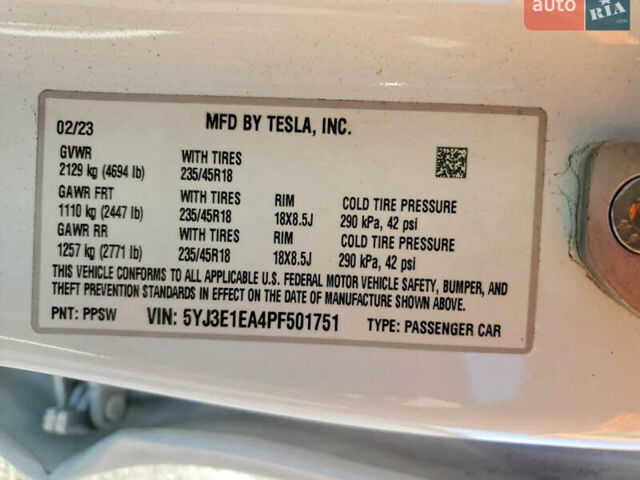 auto
RIA
.com
02/23 MFD BY TESLA, INC.
GVWR WITH TIRES
2129 kg (4694 lb) 235/45R18
GAWR FRT WITH TIRES RIM COLD TIRE PRESSURE
1110 kg (2447 lb) 235/45R18 18X8.5J 290 kPa, 42 psi
GAWR RR WITH TIRES RIM COLD TIRE PRESSURE
1257 kg (2771 lb) 235/45R18 18X8.5J 290 kPa, 42 psi
THIS VEHICLE CONFORMS TO ALL APPLICABLE U.S. FEDERAL MOTOR VEHICLE SAFETY, BUMPER, AND
THEFT PREVENTION STANDARDS IN EFFECT ON THE DATE OF MANUFACTURE SHOWN ABOVE.
PNT: PPSW VIN: 5YJ3E1EA4PF501751 TYPE: PASSENGER CAR